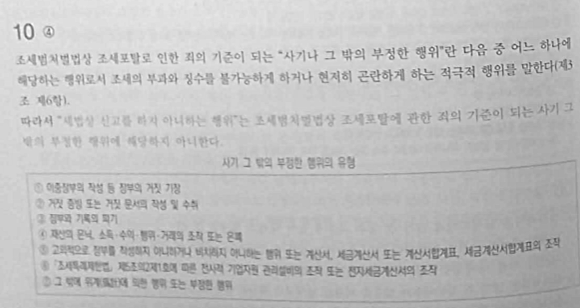 10 ④
조세범처벌법상 조세포탈로 인한 죄의 기준이 되는 “사기나 그 밖의 부정한 행위”란 다음 중 어느 하나에
해당하는 행위로서 조세의 부과와 징수를 불가능하게 하거나 현저히 곤란하게 하는 적극적 행위를 말한다(제3
조 제6항).
따라서 “세법상 신고를 하지 아니하는 행위”는 조세범처벌법상 조세포탈에 관한 죄의 기준이 되는 사기 그
밖의 부정한 행위에 해당하지 아니한다.
사기 그 밖의 부정한 행위의 유형
① 이중장부의 작성 등 장부의 거짓 기장
② 거짓 증빙 또는 거짓 문서의 작성 및 수취
③ 장부와 기록의 파기
④ 재산의 은닉, 소득·수익·행위·거래의 조작 또는 은폐
⑤ 고의적으로 장부를 작성하지 아니하거나 비치하지 아니하는 행위 또는 계산서, 세금계산서 또는 계산서합계표, 세금계산서합계표의 조작
⑥ 「조세특례제한법」 제5조의2제1호에 따른 전사적 기업자원 관리설비의 조작 또는 전자세금계산서의 조작
⑦ 그 밖에 위계(僞計)에 의한 행위 또는 부정한 행위